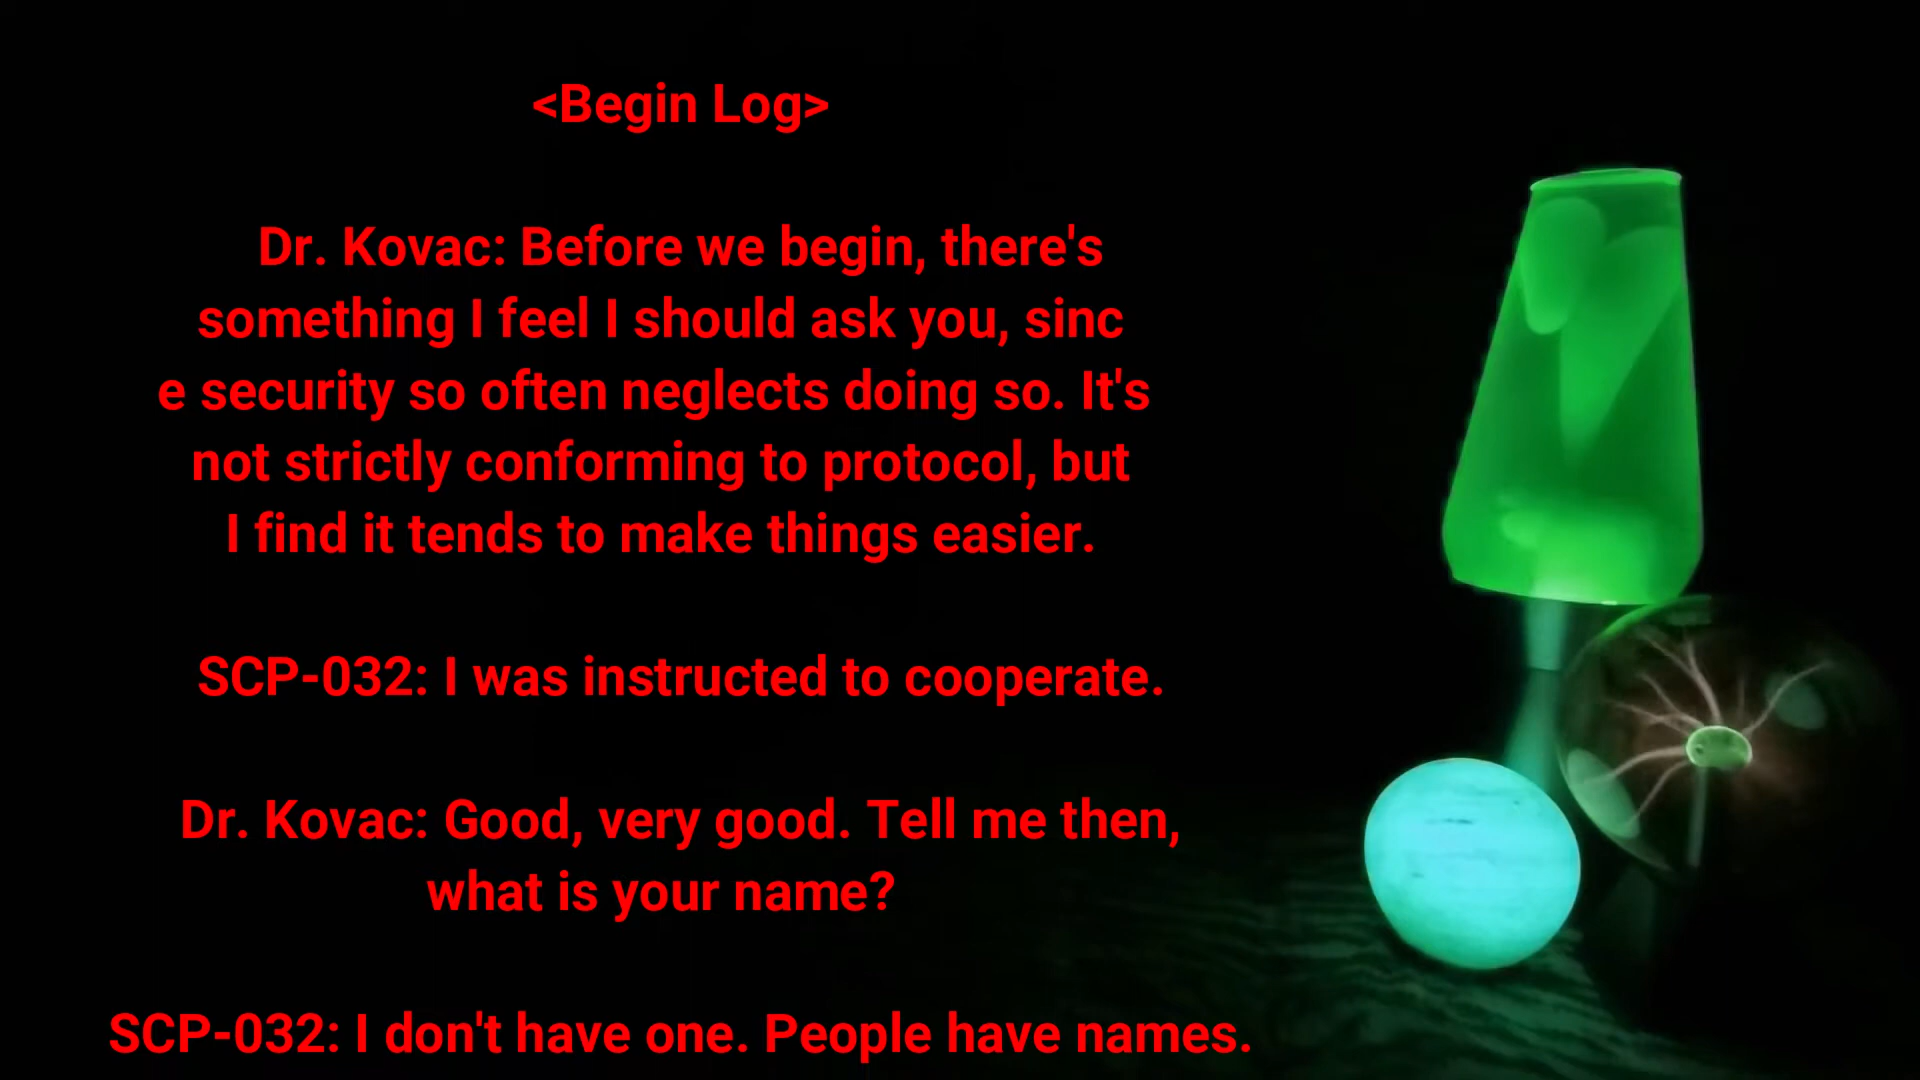 <Begin Log>
Dr. Kovac: Before we begin, there's
something I feel I should ask you, sinc
e security so often neglects doing so. It's
not strictly conforming to protocol, but
I find it tends to make things easier.
SCP-032: I was instructed to cooperate.
Dr. Kovac: Good, very good. Tell me then,
what is your name?
SCP-032: I don't have one. People have names.